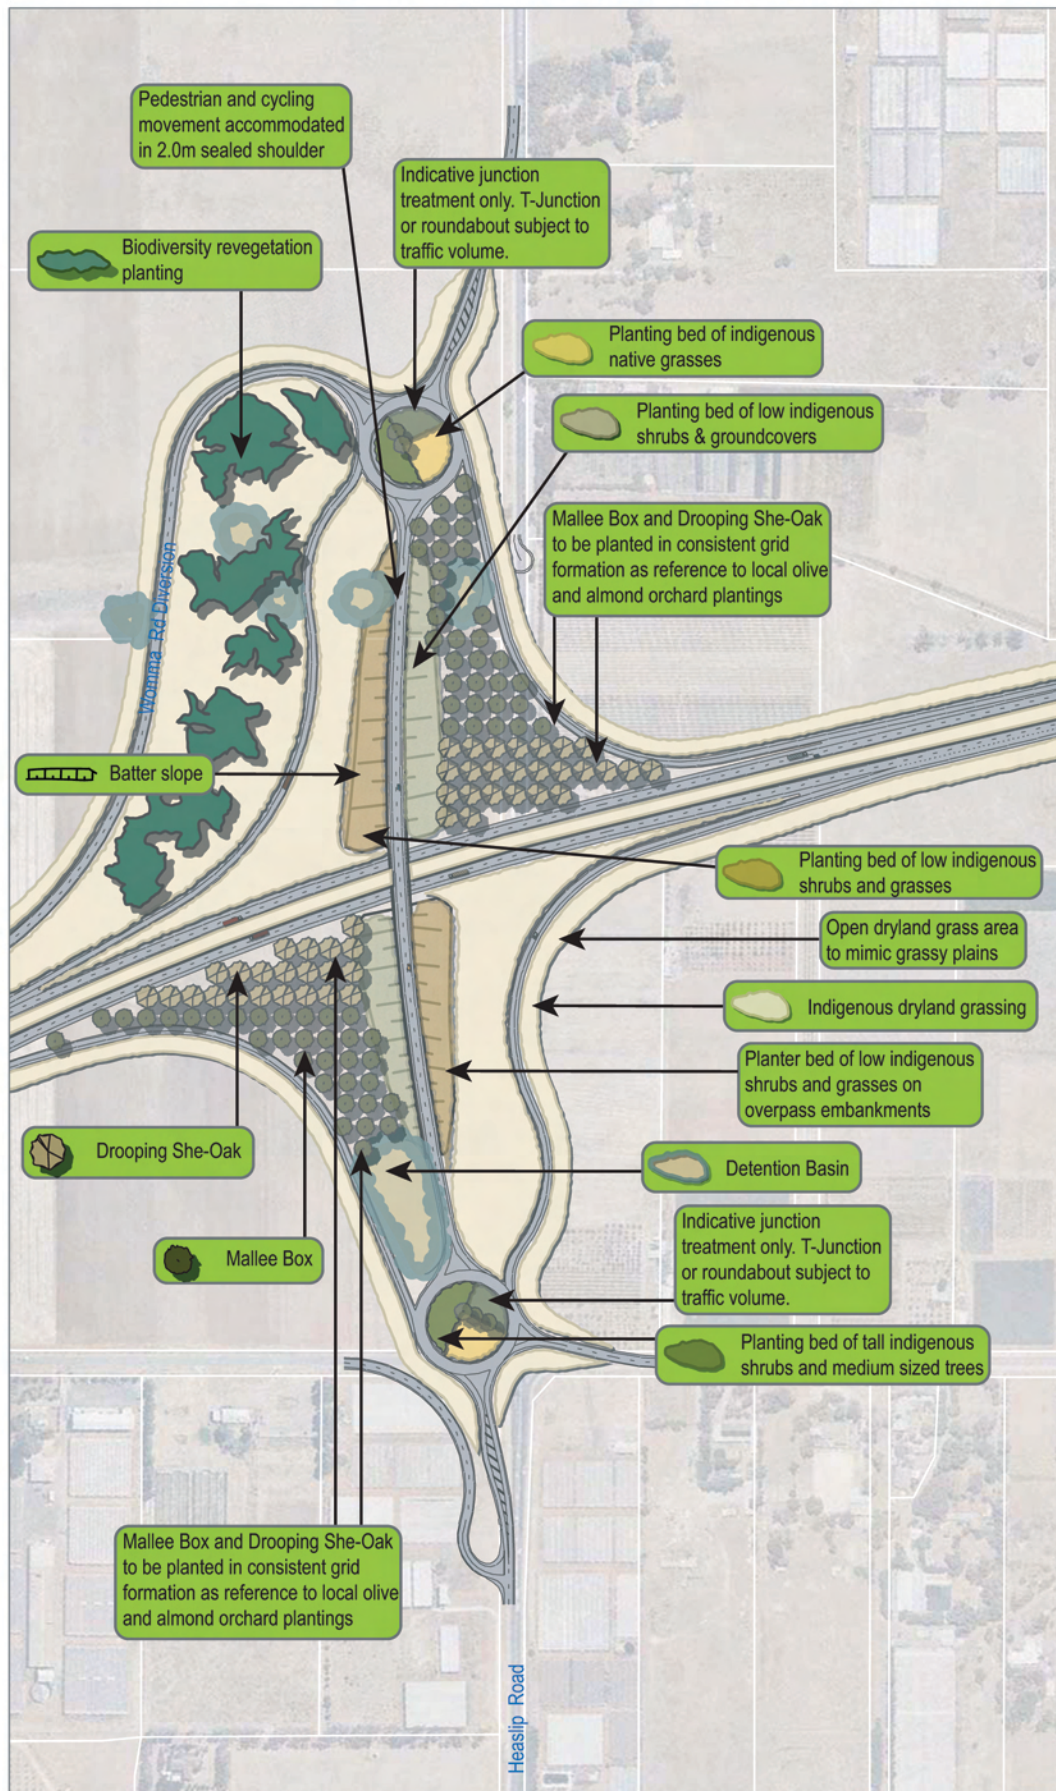 Pedestrian and cycling
movement accommodated
in 2.0m sealed shoulder
Indicative junction
treatment only. T-Junction
or roundabout subject to
traffic volume.
Biodiversity revegetation
planting
Planting bed of indigenous
native grasses
Planting bed of low indigenous
shrubs & groundcovers
Mallee Box and Drooping She-Oak
to be planted in consistent grid
formation as reference to local olive
and almond orchard plantings
Womma Rd Diversion
Batter slope
Planting bed of low indigenous
shrubs and grasses
Open dryland grass area
to mimic grassy plains
Indigenous dryland grassing
Planter bed of low indigenous
shrubs and grasses on
overpass embankments
Drooping She-Oak
Detention Basin
Mallee Box
Indicative junction
treatment only. T-Junction
or roundabout subject to
traffic volume.
Planting bed of tall indigenous
shrubs and medium sized trees
Mallee Box and Drooping She-Oak
to be planted in consistent grid
formation as reference to local olive
and almond orchard plantings
Heaslip Road